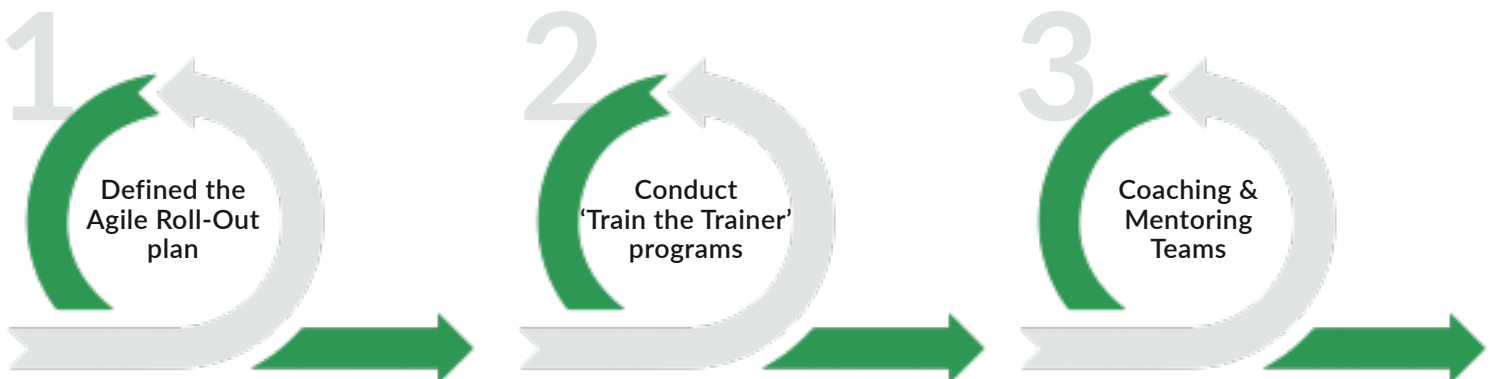 1
Defined the
Agile Roll-Out
plan
2
Conduct
‘Train the Trainer’
programs
3
Coaching &
Mentoring
Teams